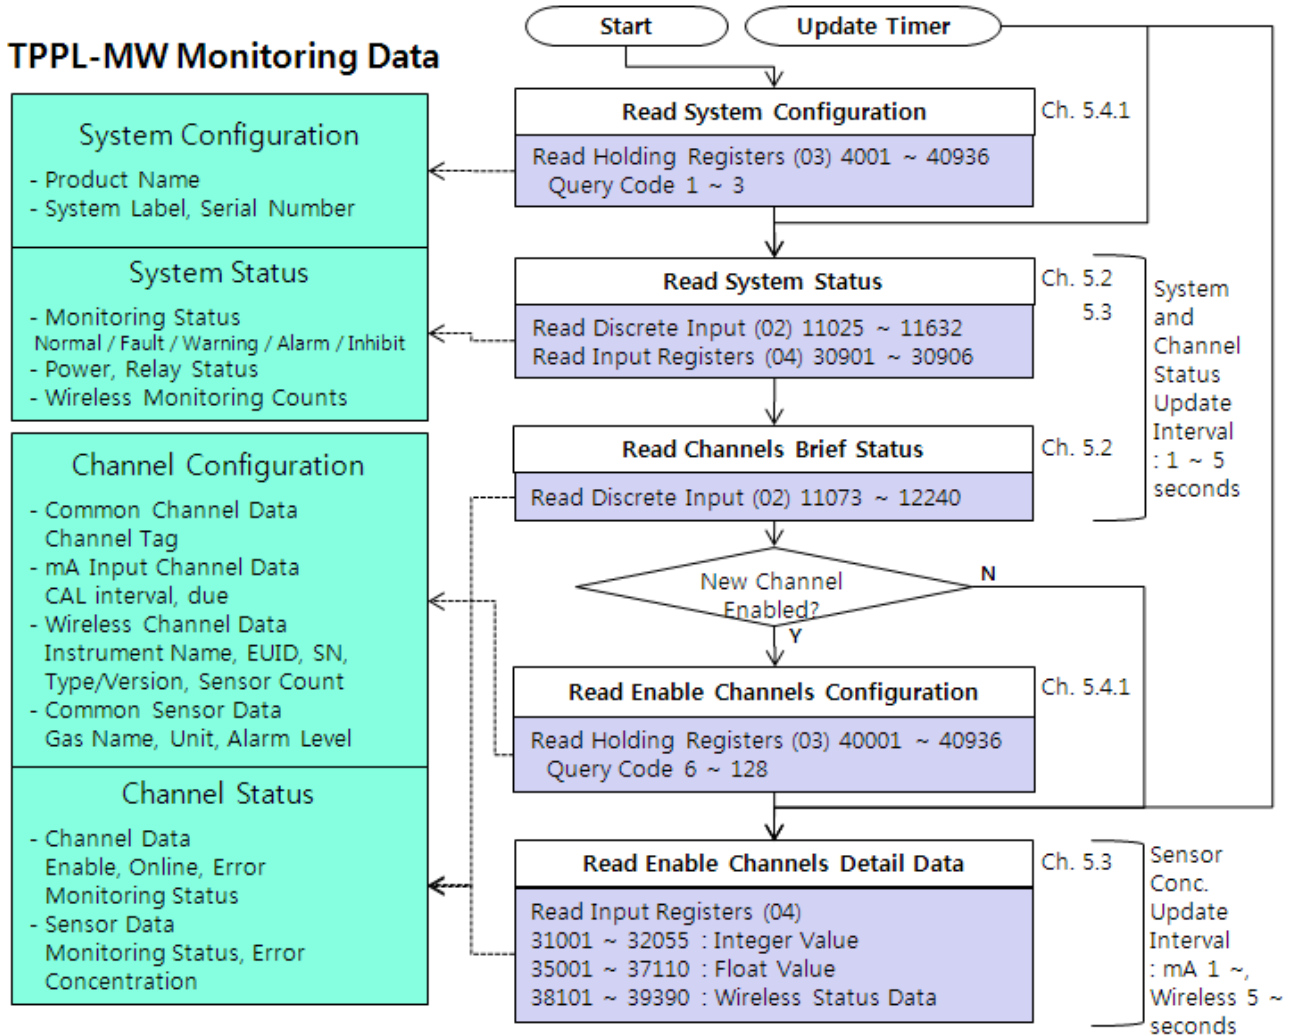 Start
Update Timer
TPPL-MW Monitoring Data
System Configuration
- Product Name
- System Label, Serial Number
System Status
- Monitoring Status
Normal / Fault / Warning / Alarm / Inhibit
- Power, Relay Status
- Wireless Monitoring Counts
Channel Configuration
- Common Channel Data
Channel Tag
- mA Input Channel Data
CAL interval, due
- Wireless Channel Data
Instrument Name, EUID, SN,
Type/Version, Sensor Count
- Common Sensor Data
Gas Name, Unit, Alarm Level
Channel Status
- Channel Data
Enable, Online, Error
Monitoring Status
- Sensor Data
Monitoring Status, Error
Concentration
Read System Configuration
Ch. 5.4.1
Read Holding Registers (03) 4001 ~ 40936
Query Code 1 ~ 3
Read System Status
Ch. 5.2
5.3
Read Discrete Input (02) 11025 ~ 11632
Read Input Registers (04) 30901 ~ 30906
Read Channels Brief Status
Ch. 5.2
Read Discrete Input (02) 11073 ~ 12240
System
and
Channel
Status
Update
Interval
: 1 ~ 5
seconds
New Channel
Enabled?
N
Y
Read Enable Channels Configuration
Ch. 5.4.1
Read Holding Registers (03) 40001 ~ 40936
Query Code 6 ~ 128
Read Enable Channels Detail Data
Ch. 5.3
Read Input Registers (04)
31001 ~ 32055 : Integer Value
35001 ~ 37110 : Float Value
38101 ~ 39390 : Wireless Status Data
Sensor
Conc.
Update
Interval
: mA 1 ~,
Wireless 5 ~
seconds